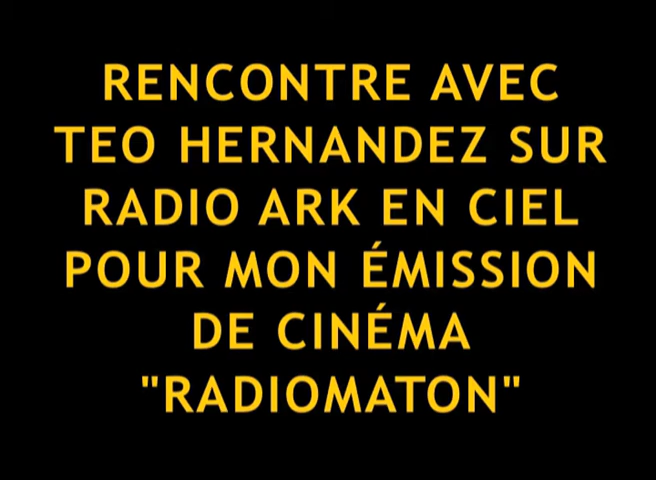 RENCONTRE AVEC
TEO HERNANDEZ SUR
RADIO ARK EN CIEL
POUR MON ÉMISSION
DE CINÉMA
"RADIOMATON"